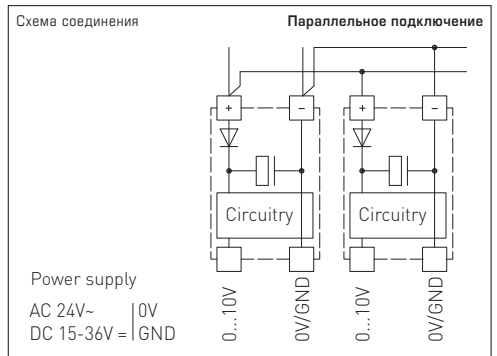 Схема соединения
Параллельное подключение
+ − + −
Circuitry Circuitry
Power supply
AC 24V~ 0V
DC 15-36V = GND
0...10V
0V/GND
0...10V
0V/GND